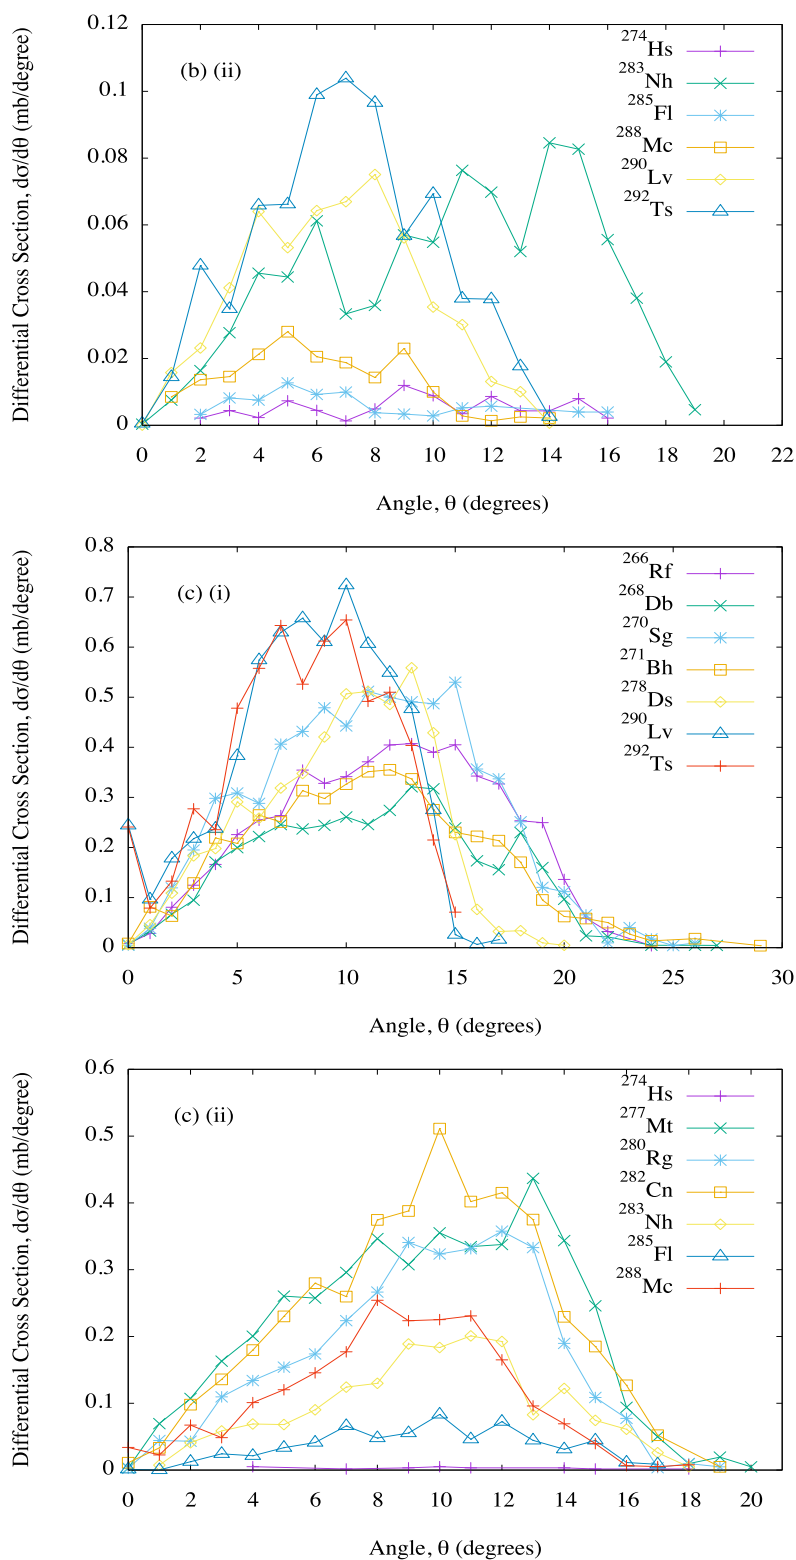 Differential Cross Section, dσ/dθ (mb/degree)
0.12
0.1
0.08
0.06
0.04
0.02
0
(b) (ii)
274Hs
283Nh
285Fl
288Mc
290Lv
292Ts
0 2 4 6 8 10 12 14 16 18 20 22
Angle, θ (degrees)
Differential Cross Section, dσ/dθ (mb/degree)
0.8
0.7
0.6
0.5
0.4
0.3
0.2
0.1
0
(c) (i)
266Rf
268Db
270Sg
271Bh
278Ds
290Lv
292Ts
0 5 10 15 20 25 30
Angle, θ (degrees)
Differential Cross Section, dσ/dθ (mb/degree)
0.6
0.5
0.4
0.3
0.2
0.1
0
(c) (ii)
274Hs
277Mt
280Rg
282Cn
283Nh
285Fl
288Mc
0 2 4 6 8 10 12 14 16 18 20
Angle, θ (degrees)